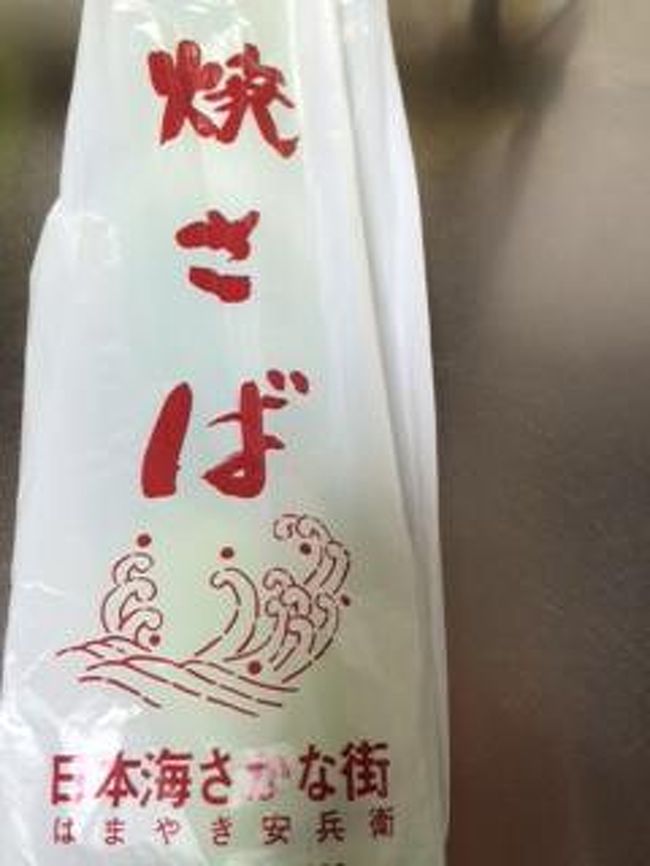 焼さば
日本海さかな街
はまやき安兵衛